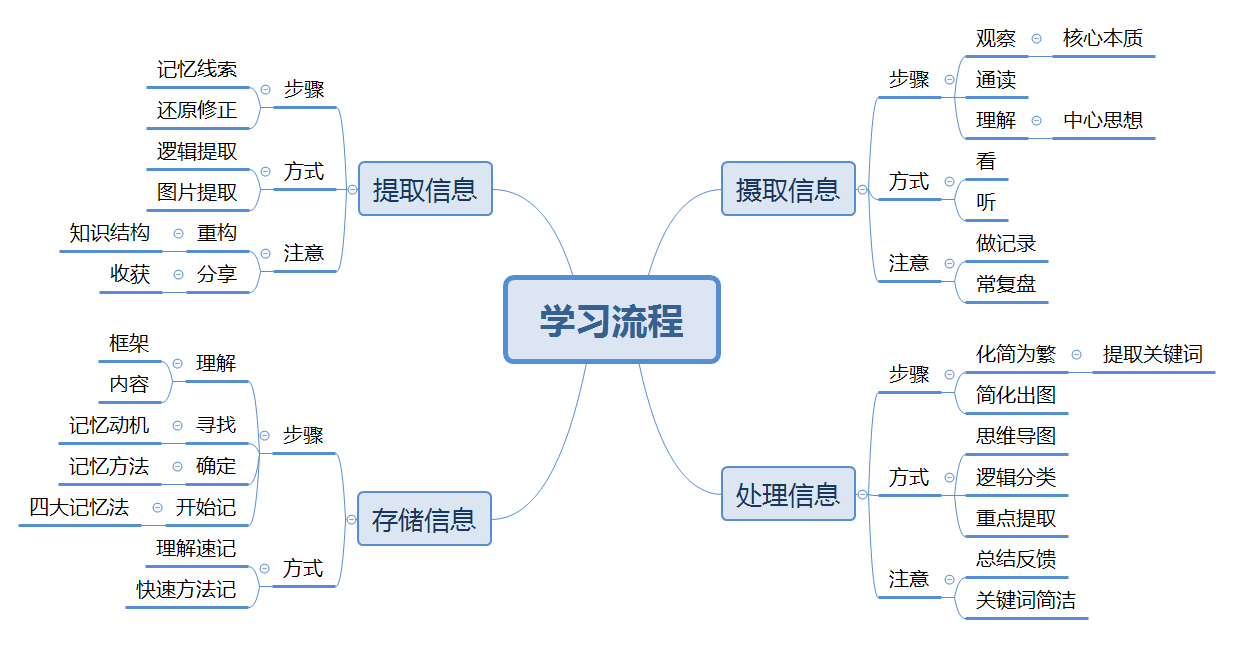 学习流程
摄取信息
步骤
观察
核心本质
通读
理解
中心思想
方式
看
听
注意
做记录
常复盘
处理信息
步骤
化简为繁
提取关键词
简化出图
方式
思维导图
逻辑分类
重点提取
注意
总结反馈
关键词简洁
存储信息
步骤
理解
框架
内容
寻找
记忆动机
确定
记忆方法
开始记
四大记忆法
方式
理解速记
快速方法记
提取信息
步骤
记忆线索
还原修正
方式
逻辑提取
图片提取
注意
重构
知识结构
分享
收获